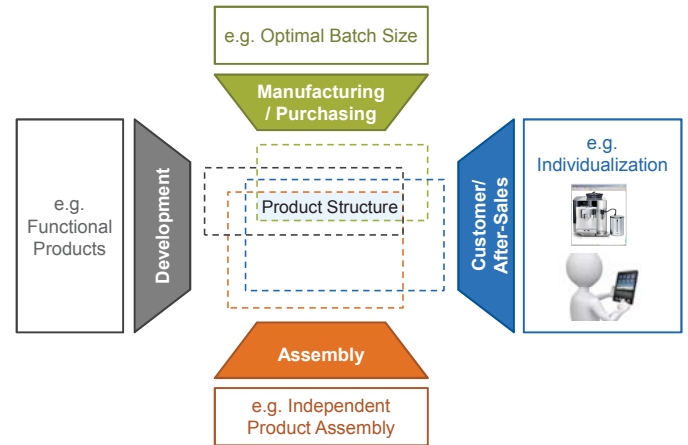 e.g. Optimal Batch Size
Manufacturing
/ Purchasing
e.g.
Functional
Products
Development
Product Structure
Customer/
After-Sales
e.g.
Individualization
Assembly
e.g. Independent
Product Assembly